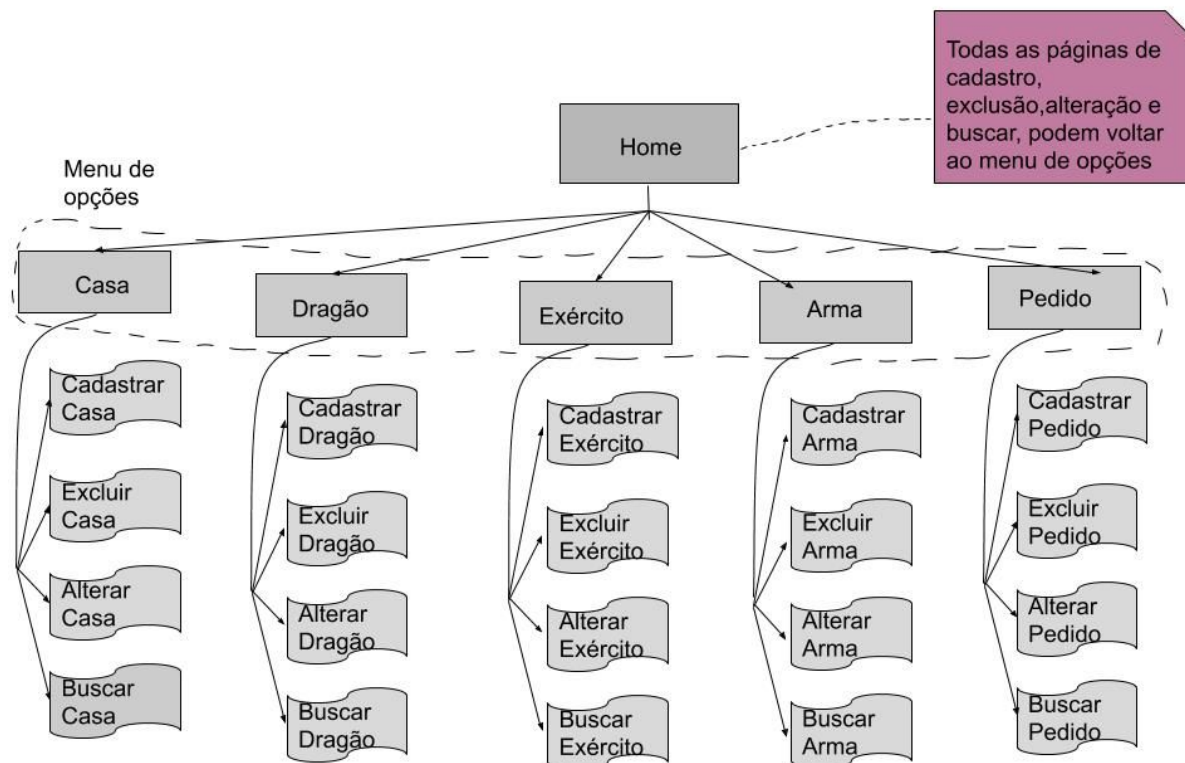 Todas as páginas de
cadastro,
exclusão,alteração e
buscar, podem voltar
ao menu de opções
Home
Menu de
opções
Casa
Dragão
Exército
Arma
Pedido
Cadastrar
Casa
Excluir
Casa
Alterar
Casa
Buscar
Casa
Cadastrar
Dragão
Excluir
Dragão
Alterar
Dragão
Buscar
Dragão
Cadastrar
Exército
Excluir
Exército
Alterar
Exército
Buscar
Exército
Cadastrar
Arma
Excluir
Arma
Alterar
Arma
Buscar
Arma
Cadastrar
Pedido
Excluir
Pedido
Alterar
Pedido
Buscar
Pedido